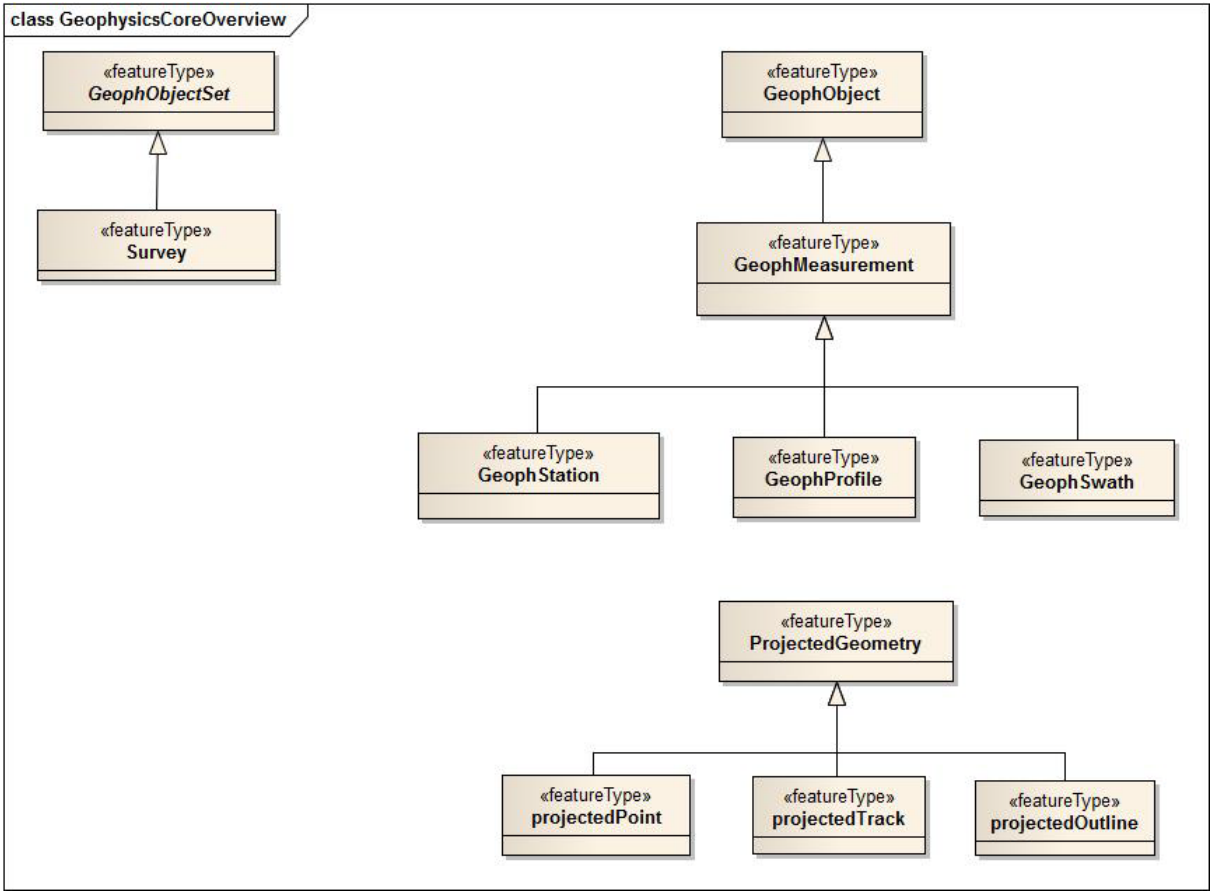 class GeophysicsCoreOverview
«featureType»
GeophObjectSet
«featureType»
GeophObject
«featureType»
Survey
«featureType»
GeophMeasurement
«featureType»
GeophStation
«featureType»
GeophProfile
«featureType»
GeophSwath
«featureType»
ProjectedGeometry
«featureType»
projectedPoint
«featureType»
projectedTrack
«featureType»
projectedOutline